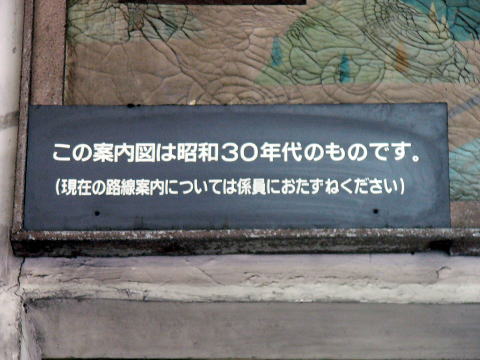 この案内図は昭和30年代のものです。
(現在の路線案内については係員におたずねください)